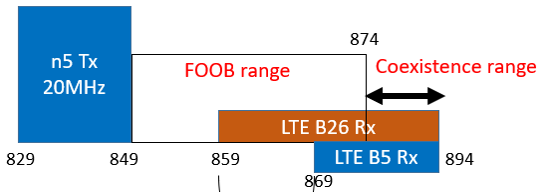 874
n5 Tx
20MHz
FOOB range
Coexistence range
LTE B26 Rx
LTE B5 Rx
829
849
859
869
894